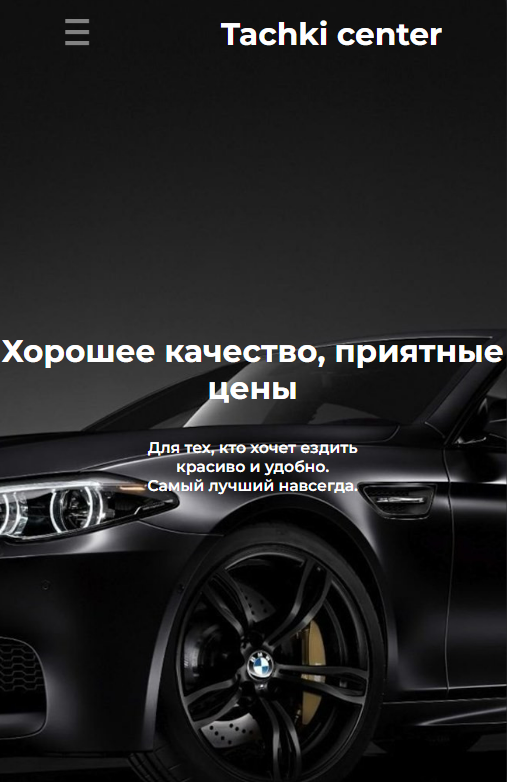 Tachki center
Хорошее качество, приятные
цены
Для тех, кто хочет ездить
красиво и удобно.
Самый лучший навсегда.